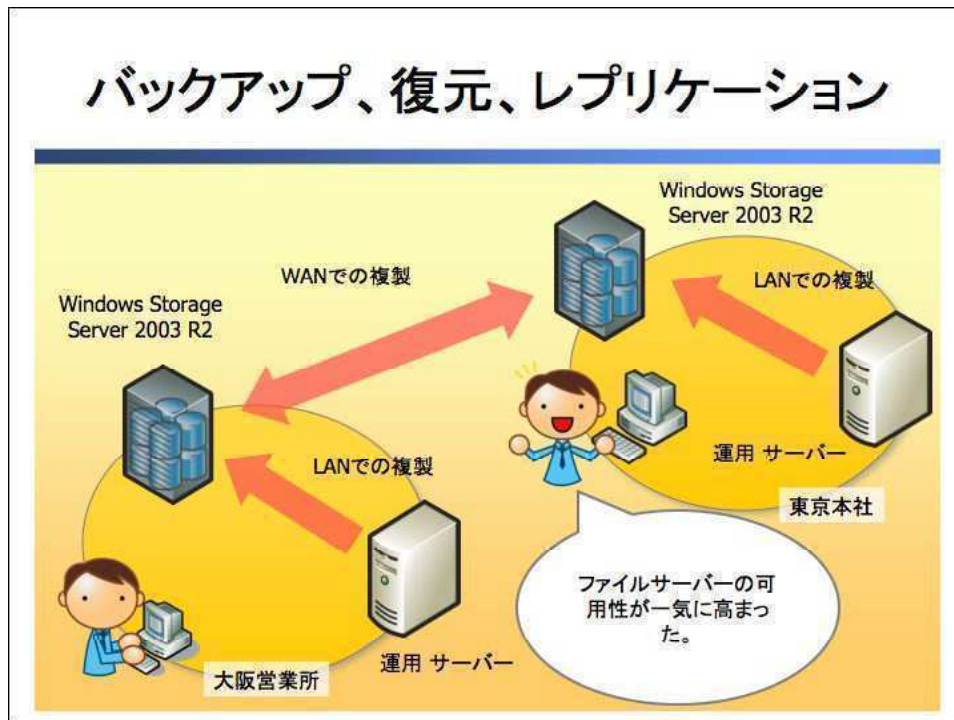 バックアップ、復元、レプリケーション
Windows Storage
Server 2003 R2
WANでの複製
LANでの複製
Windows Storage
Server 2003 R2
LANでの複製
運用 サーバー
東京本社
ファイルサーバーの可
用性が一気に高まっ
た。
運用 サーバー
大阪営業所